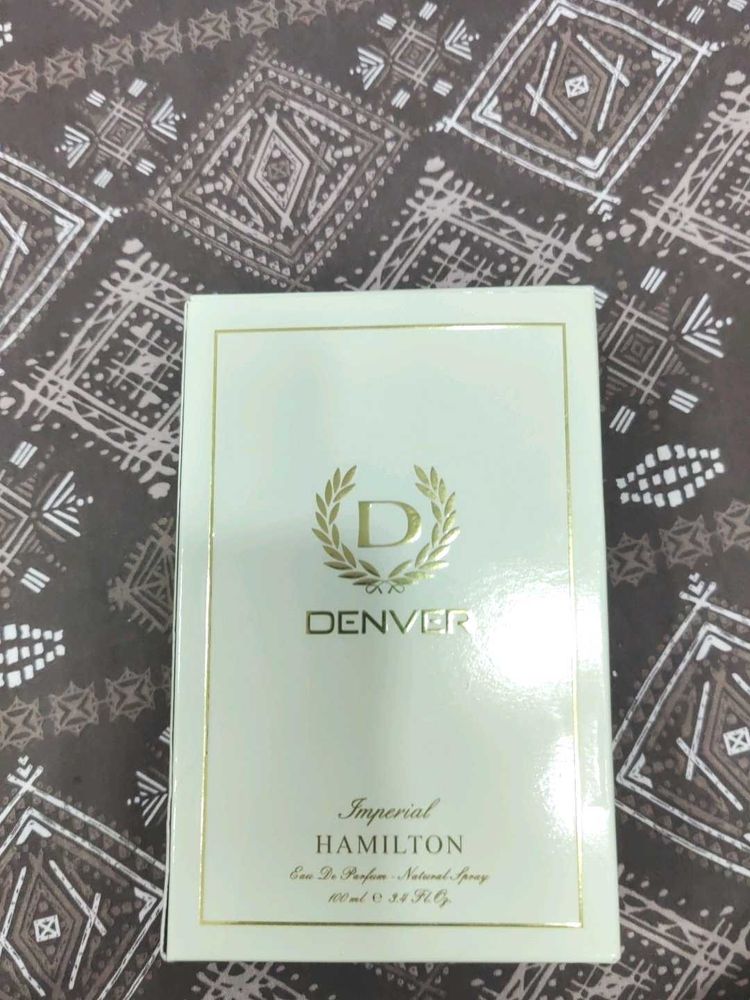 D
DENVER
Imperial
HAMILTON
Eau De Parfum - Natural Spray
100 ml. ℮ 3.4 Fl. Oz.